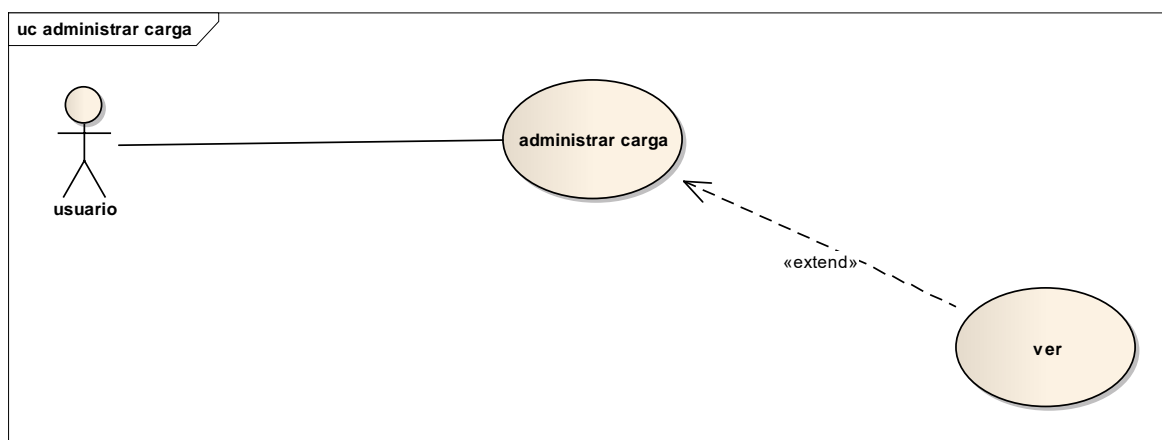 uc administrar carga
administrar carga
usuario
«extend»
ver